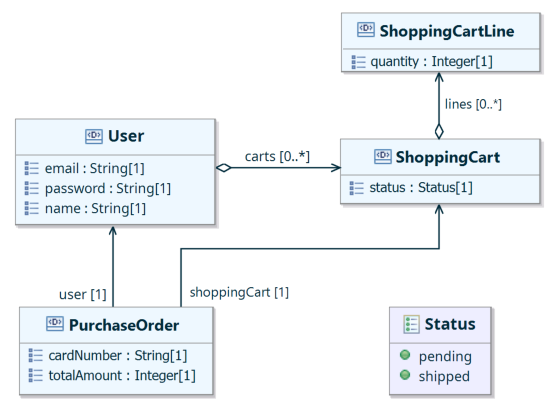 <D> ShoppingCartLine
quantity : Integer[1]
lines [0..*]
<D> User
email : String[1]
password : String[1]
name : String[1]
carts [0..*]
<D> ShoppingCart
status : Status[1]
user [1]
shoppingCart [1]
<D> PurchaseOrder
cardNumber : String[1]
totalAmount : Integer[1]
Status
pending
shipped